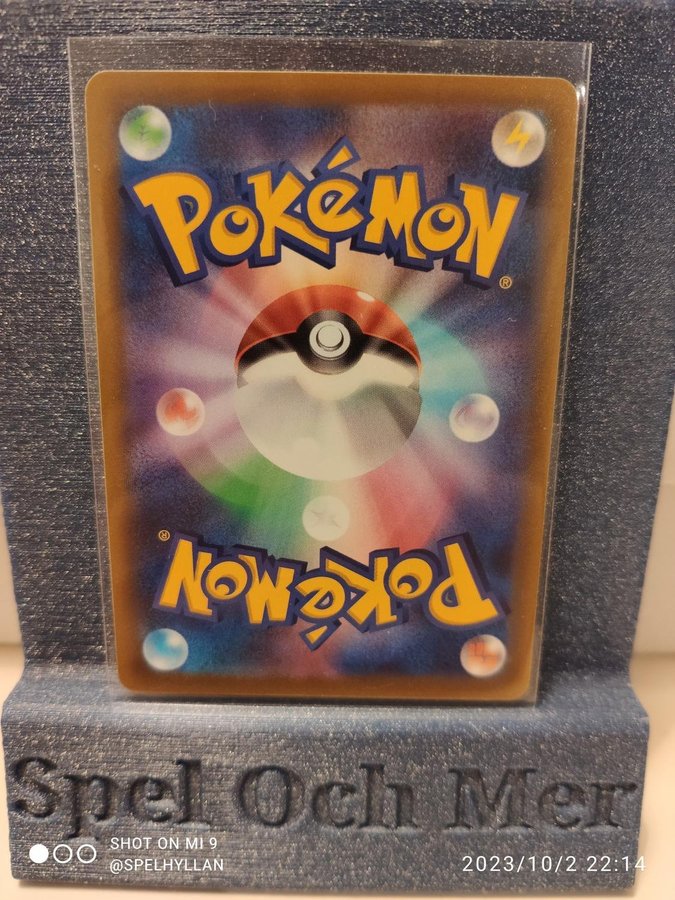 POKéMON
®
®
POKéMON
Spel Och Mer
SHOT ON MI 9
@SPELHYLLAN
2023/10/2 22:14